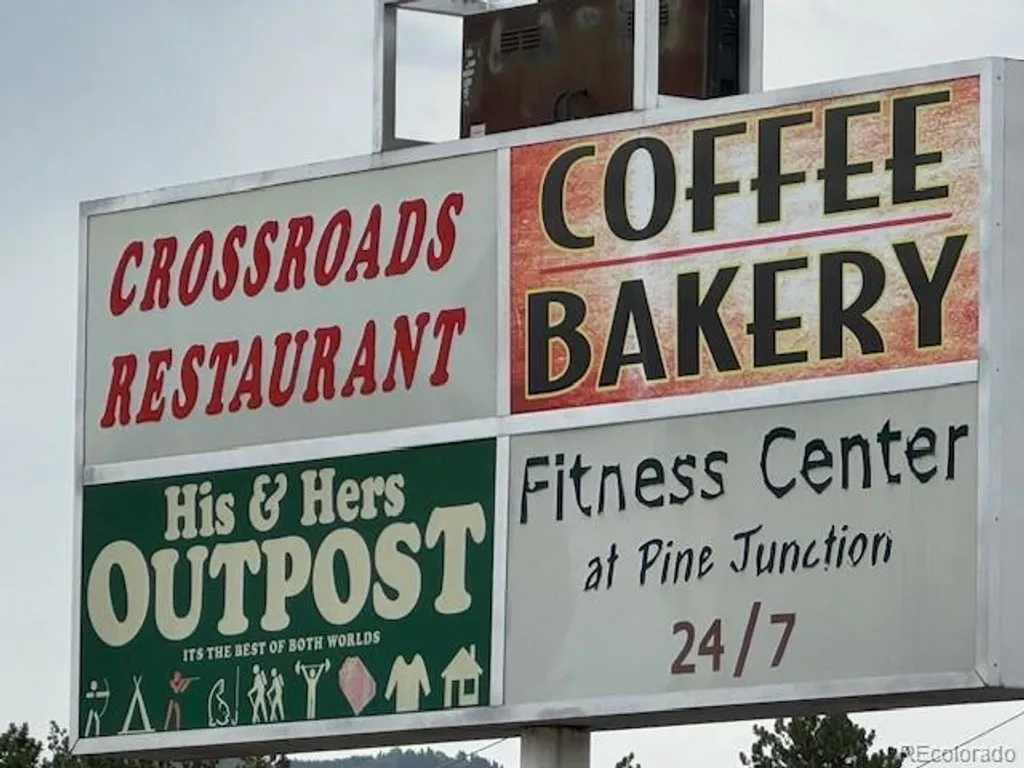 CROSSROADS
RESTAURANT
COFFEE
BAKERY
His & Hers
OUTPOST
ITS THE BEST OF BOTH WORLDS
Fitness Center
at Pine Junction
24/7
REcolorado